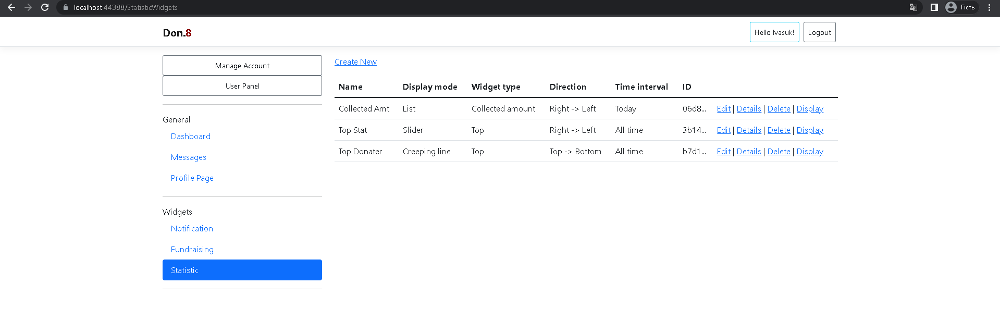 localhost:44388/StatisticWidgets
Гість
Don.8
Hello Ivasuk!
Logout
Manage Account
User Panel
General
Dashboard
Messages
Profile Page
Widgets
Notification
Fundraising
Statistic
Create New
Name Display mode Widget type Direction Time interval ID
Collected Amt List Collected amount Right -> Left Today 06d8... Edit | Details | Delete | Display
Top Stat Slider Top Right -> Left All time 3b14... Edit | Details | Delete | Display
Top Donater Creeping line Top Top -> Bottom All time b7d1... Edit | Details | Delete | Display